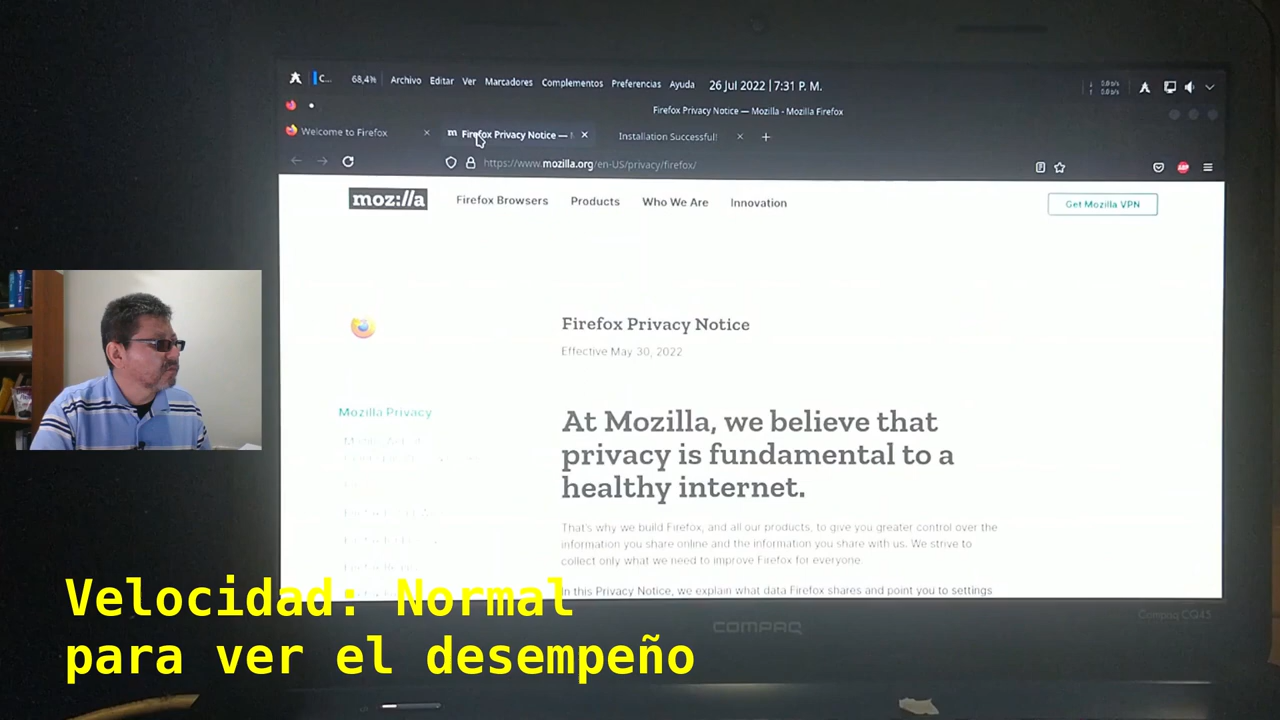 C...
68,4%
Archivo Editar Ver Marcadores Complementos Preferencias Ayuda
26 Jul 2022 | 7:31 P. M.
Firefox Privacy Notice — Mozilla - Mozilla Firefox
Welcome to Firefox
Firefox Privacy Notice —
Installation Successful!
https://www.mozilla.org/en-US/privacy/firefox/
moz://a
Firefox Browsers
Products
Who We Are
Innovation
Get Mozilla VPN
Firefox Privacy Notice
Effective May 30, 2022
Mozilla Privacy
At Mozilla, we believe that
privacy is fundamental to a
healthy internet.
That's why we build Firefox, and all our products, to give you greater control over the
information you share online and the information you share with us. We strive to
collect only what we need to improve Firefox for everyone.
In this Privacy Notice, we explain what data Firefox shares and point you to settings
COMPAQ
Compaq CQ45
Velocidad: Normal
para ver el desempeño